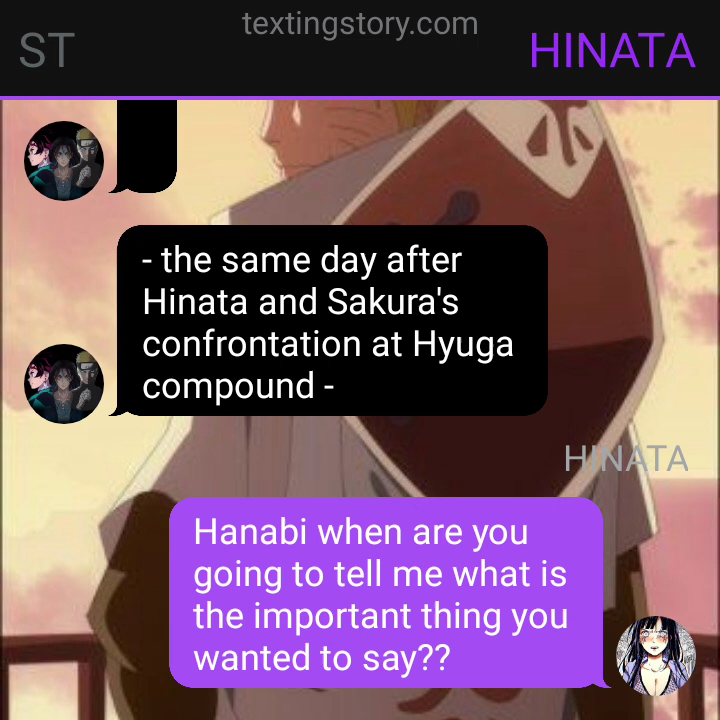 textingstory.com
ST HINATA
- the same day after
Hinata and Sakura's
confrontation at Hyuga
compound -
HINATA
Hanabi when are you
going to tell me what is
the important thing you
wanted to say??